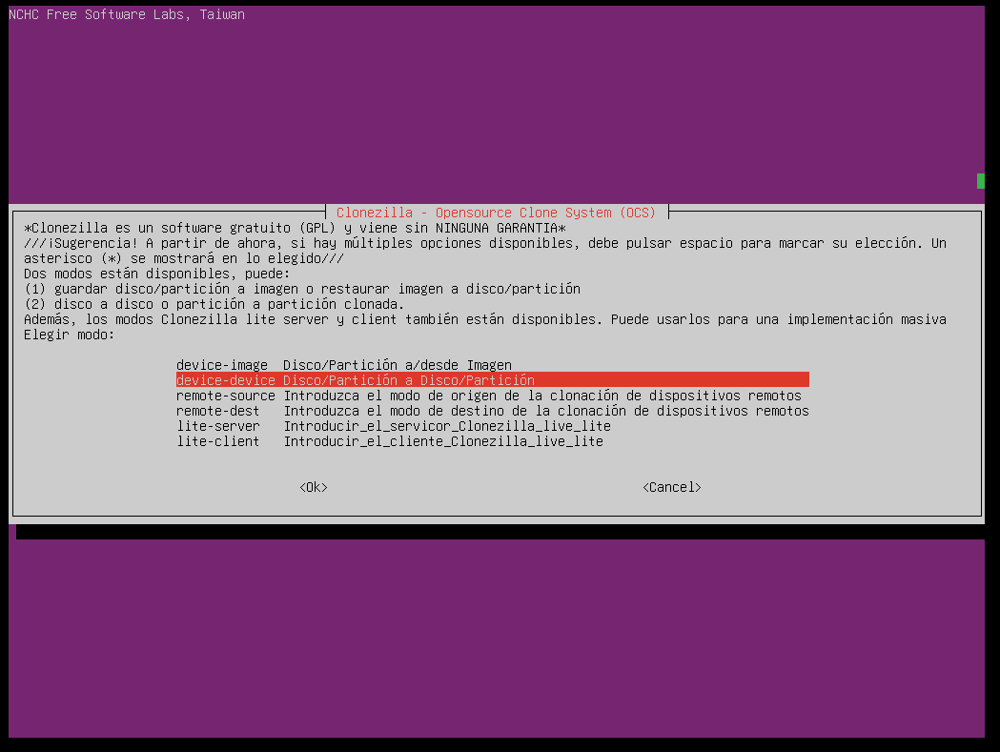 NCHC Free Software Labs, Taiwan
Clonezilla - Opensource Clone System (OCS)
*Clonezilla es un software gratuito (GPL) y viene sin NINGUNA GARANTIA*
///¡Sugerencia! A partir de ahora, si hay múltiples opciones disponibles, debe pulsar espacio para marcar su elección. Un
asterisco (*) se mostrará en lo elegido///
Dos modos están disponibles, puede:
(1) guardar disco/partición a imagen o restaurar imagen a disco/partición
(2) disco a disco o partición a partición clonada.
Además, los modos Clonezilla lite server y client también están disponibles. Puede usarlos para una implementación masiva
Elegir modo:
device-image Disco/Partición a/desde Imagen
device-device Disco/Partición a Disco/Partición
remote-source Introduzca el modo de origen de la clonación de dispositivos remotos
remote-dest Introduzca el modo de destino de la clonación de dispositivos remotos
lite-server Introducir_el_servicor_Clonezilla_live_lite
lite-client Introducir_el_cliente_Clonezilla_live_lite
<Ok> <Cancel>